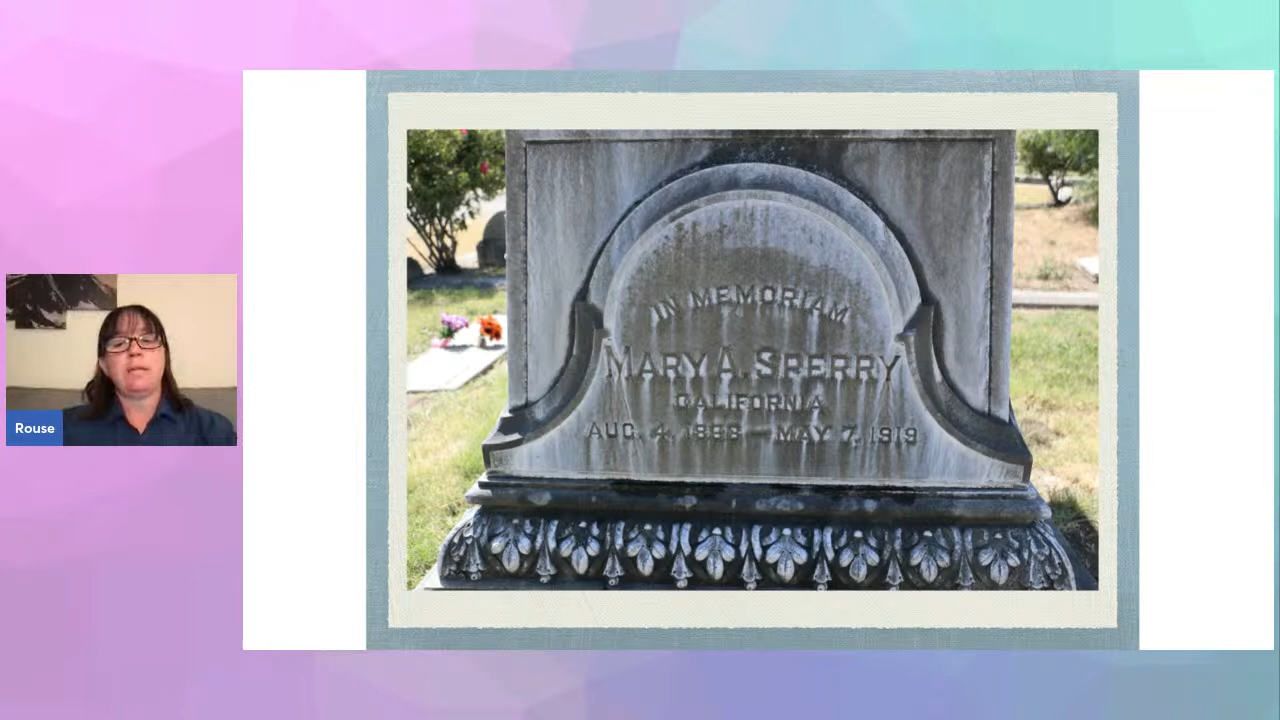 IN MEMORIAM
MARY A. SPERRY
CALIFORNIA
AUG. 4, — MAY 7, 1919
Rouse